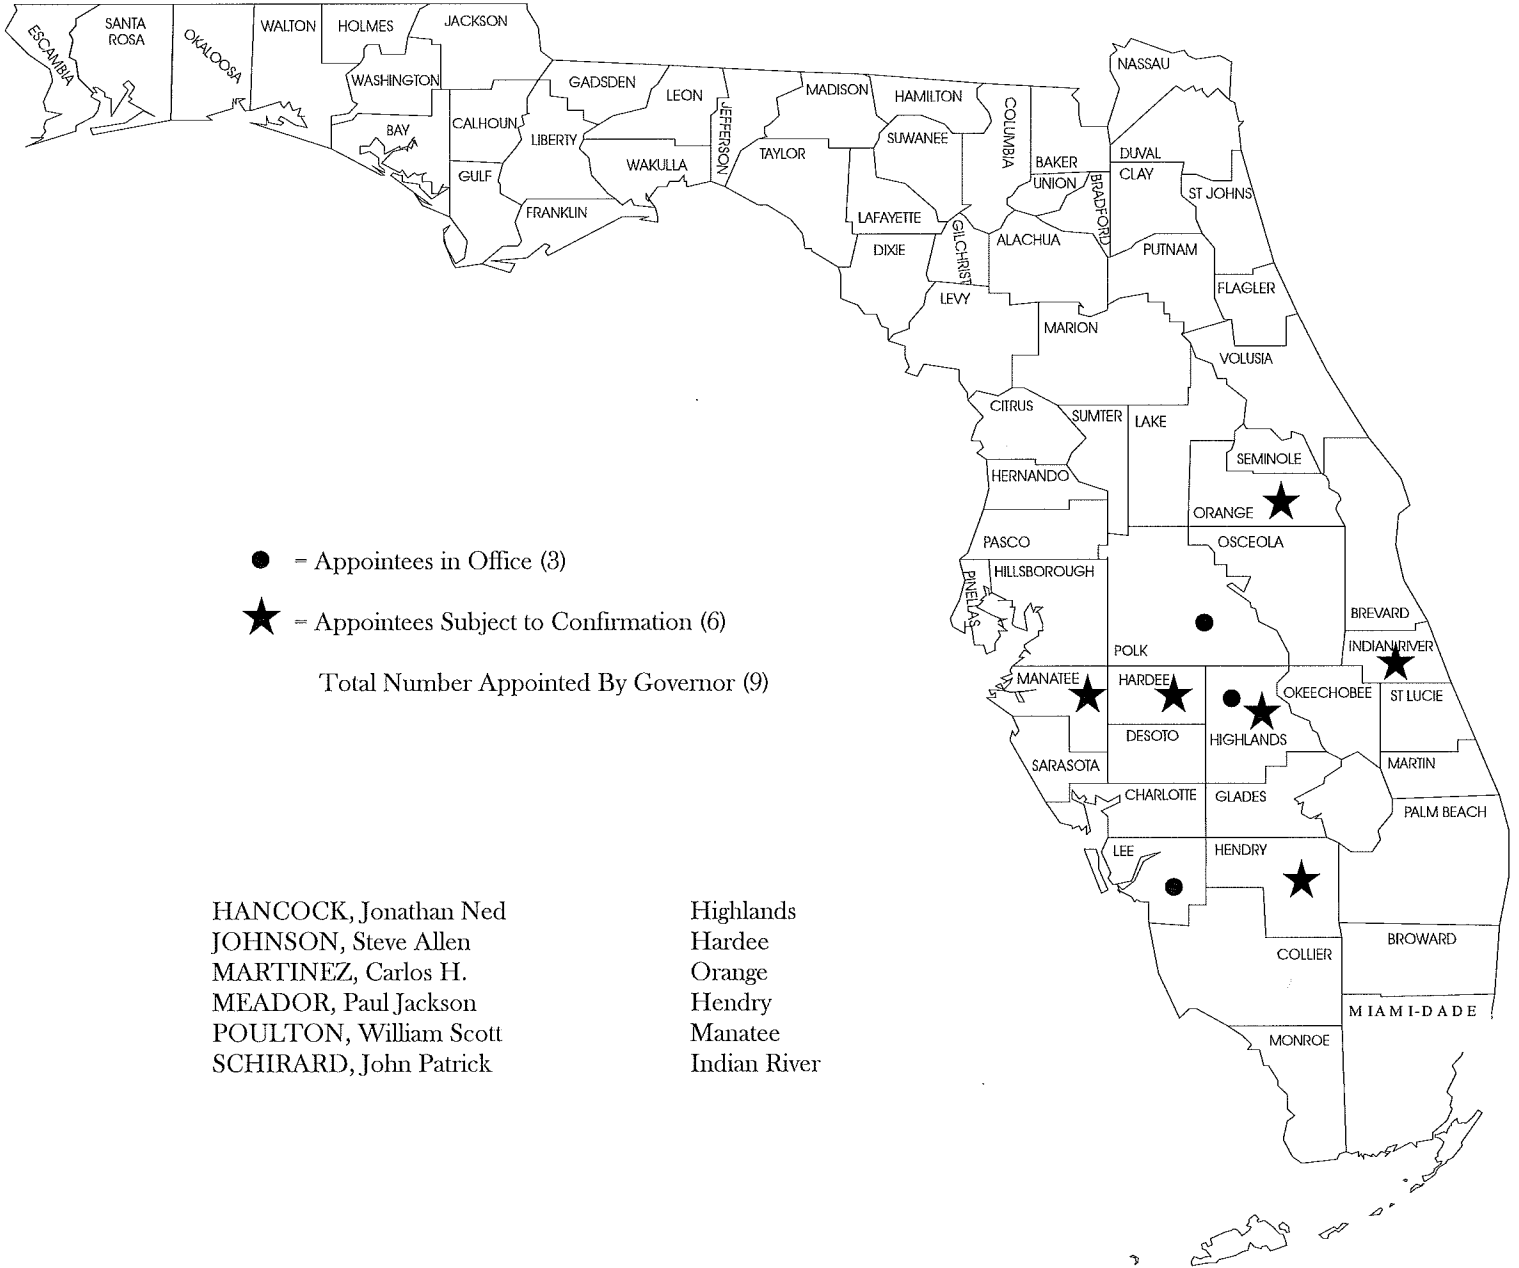 ESCAMBIA
SANTA
ROSA
OKALOOSA
WALTON
HOLMES
JACKSON
WASHINGTON
BAY
CALHOUN
GULF
GADSDEN
LIBERTY
FRANKLIN
LEON
WAKULLA
JEFFERSON
MADISON
TAYLOR
HAMILTON
SUWANEE
LAFAYETTE
DIXIE
COLUMBIA
GILCHRIST
BAKER
UNION
BRADFORD
NASSAU
DUVAL
CLAY
ST JOHNS
ALACHUA
PUTNAM
FLAGLER
LEVY
MARION
VOLUSIA
CITRUS
SUMTER
LAKE
SEMINOLE
HERNANDO
ORANGE
PASCO
OSCEOLA
HILLSBOROUGH
PINELLAS
POLK
BREVARD
INDIAN RIVER
MANATEE
HARDEE
HIGHLANDS
OKEECHOBEE
ST LUCIE
DESOTO
SARASOTA
MARTIN
CHARLOTTE
GLADES
PALM BEACH
LEE
HENDRY
COLLIER
BROWARD
MIAMI-DADE
MONROE
= Appointees in Office (3)
= Appointees Subject to Confirmation (6)
Total Number Appointed By Governor (9)
HANCOCK, Jonathan Ned Highlands
JOHNSON, Steve Allen Hardee
MARTINEZ, Carlos H. Orange
MEADOR, Paul Jackson Hendry
POULTON, William Scott Manatee
SCHIRARD, John Patrick Indian River